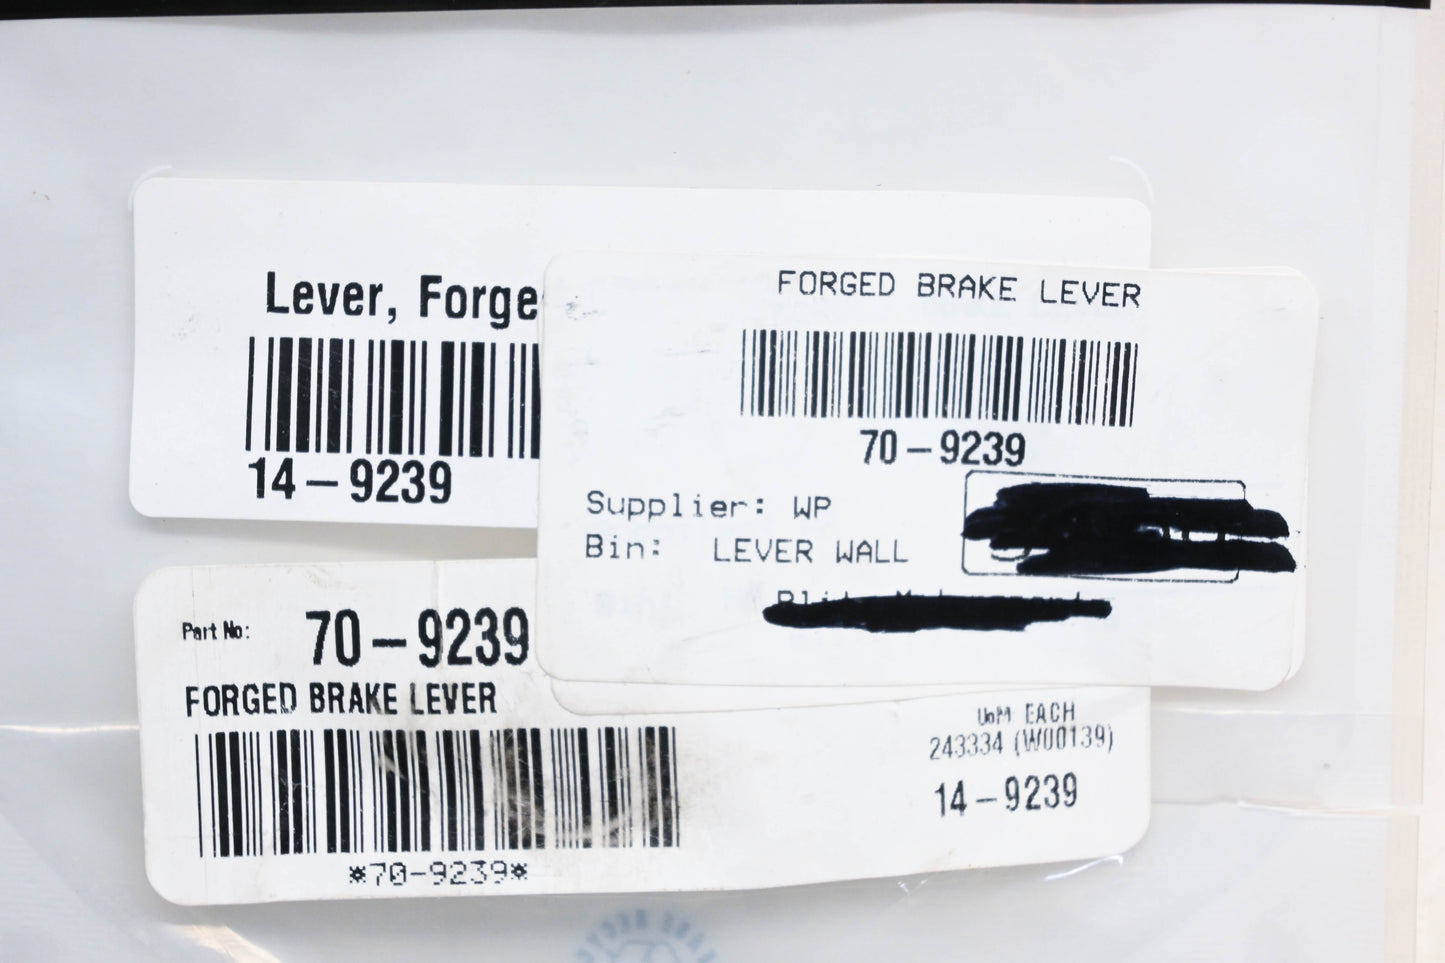 Lever, Forge
14-9239
FORGED BRAKE LEVER
70-9239
Supplier: WP
Bin: LEVER WALL
Part No: 70-9239
FORGED BRAKE LEVER
*70-9239*
UoM EACH
243334 (W00139)
14-9239